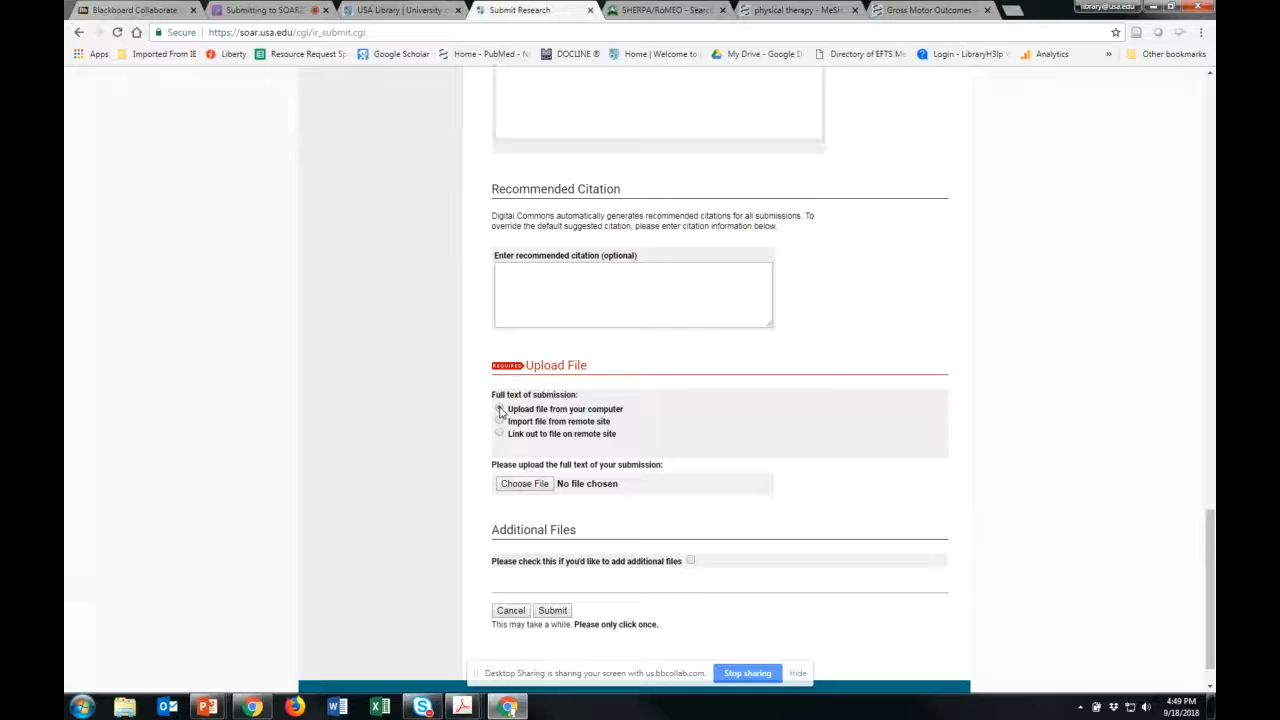 Blackboard Collaborate
Submitting to SOAR
USA Library | University
Submit Research
SHERPA/RoMEO - Search
physical therapy - MeSH
Gross Motor Outcomes
library@usa.edu
Secure
https://soar.usa.edu/cgi/ir_submit.cgi
Apps
Imported From IE
Liberty
Resource Request Sp
Google Scholar
Home - PubMed - N
DOCLINE ®
Home | Welcome to
My Drive - Google D
Directory of EFTS Me
Login - LibraryH3lp
Analytics
»
Other bookmarks
Recommended Citation
Digital Commons automatically generates recommended citations for all submissions. To
override the default suggested citation, please enter citation information below.
Enter recommended citation (optional)
REQUIRED Upload File
Full text of submission:
Upload file from your computer
Import file from remote site
Link out to file on remote site
Please upload the full text of your submission:
Choose File No file chosen
Additional Files
Please check this if you'd like to add additional files
Cancel Submit
This may take a while. Please only click once.
Desktop Sharing is sharing your screen with us.bbcollab.com. Stop sharing Hide
4:49 PM
9/18/2018